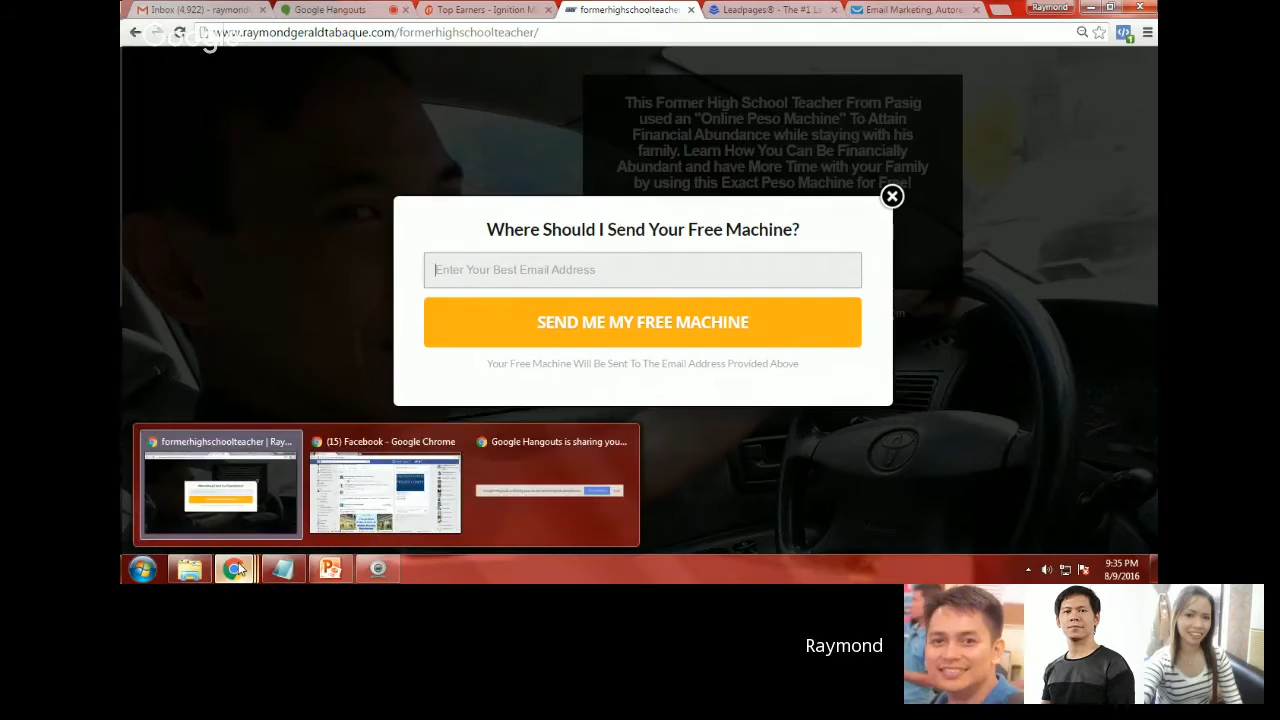 Inbox (4,922) - raymond
Google Hangouts
Top Earners - Ignition M
formerhighschoolteache
Leadpages® - The #1 L
Email Marketing, Autore
Raymond
www.raymondgeraldtabaque.com/formerhighschoolteacher/
Google
This Former High School Teacher From Pasig
used an "Online Peso Machine" To Attain
Financial Abundance while staying with his
family. Learn How You Can Be Financially
Abundant and have More Time with your Family
by using this Exact Peso Machine for Free!
Where Should I Send Your Free Machine?
Enter Your Best Email Address
SEND ME MY FREE MACHINE
Your Free Machine Will Be Sent To The Email Address Provided Above
formerhighschoolteacher | Ray...
(15) Facebook - Google Chrome
Google Hangouts is sharing you...
9:35 PM
8/9/2016
Raymond